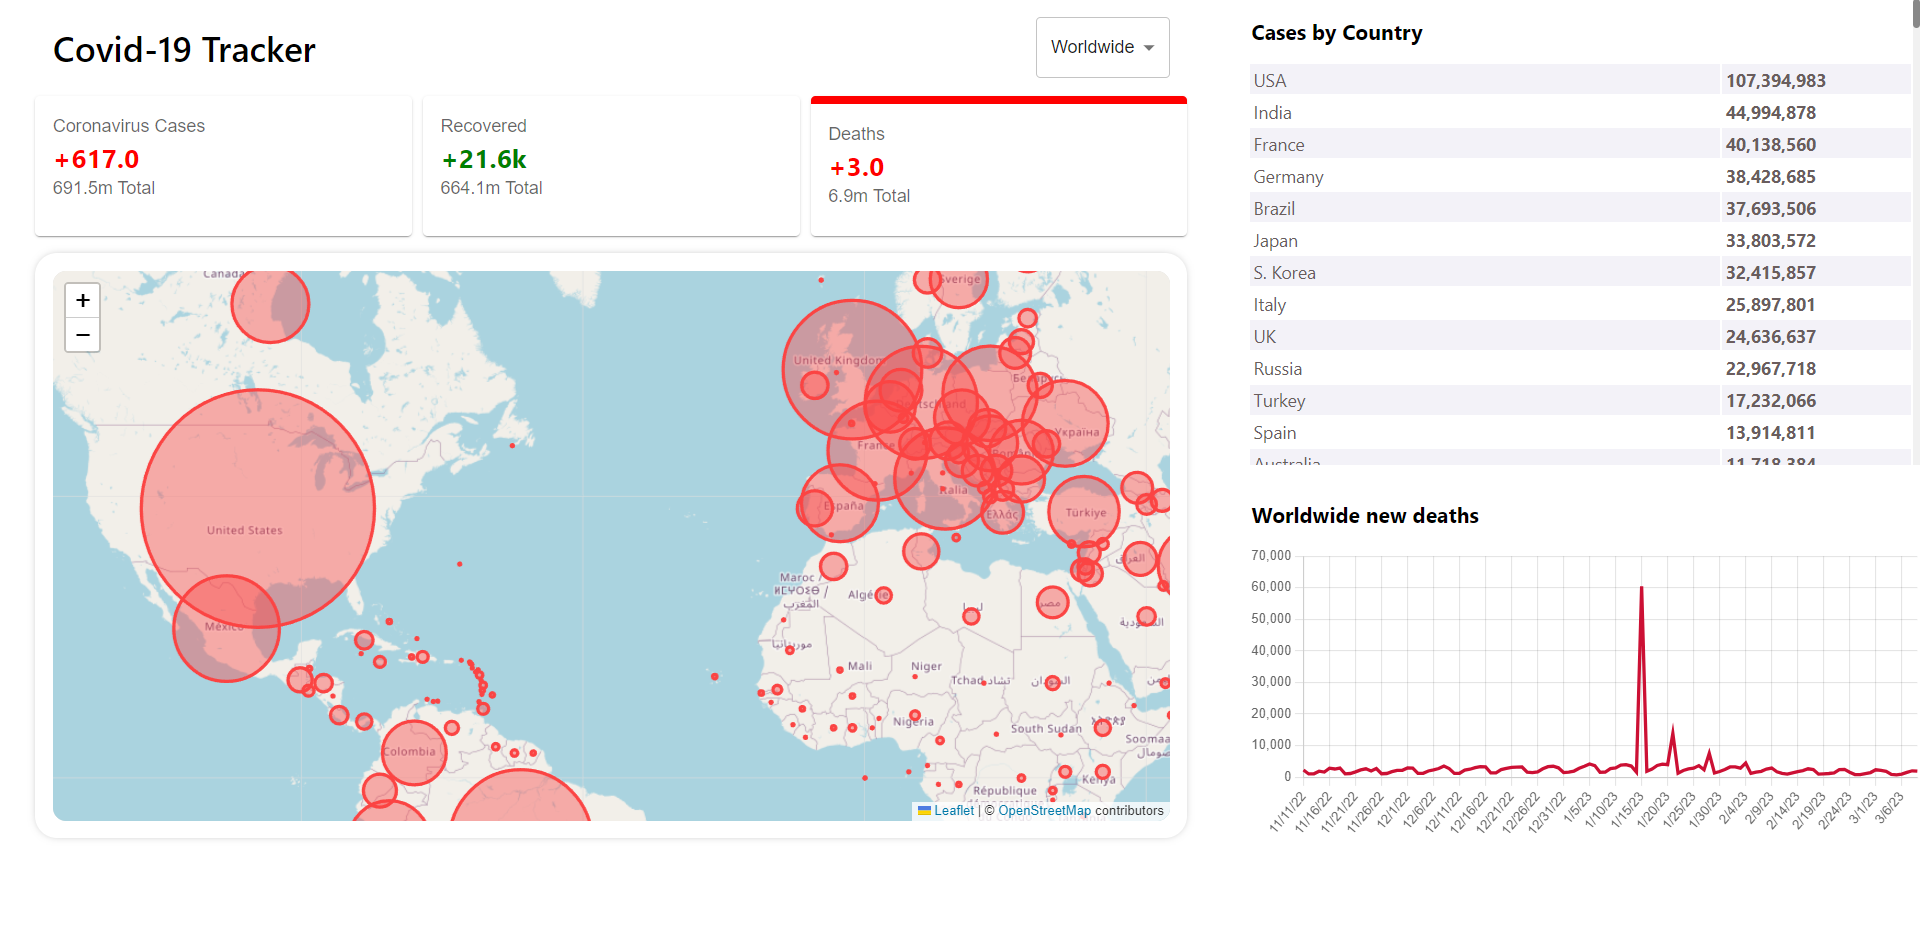 Covid-19 Tracker
Worldwide
Coronavirus Cases
+617.0
691.5m Total
Recovered
+21.6k
664.1m Total
Deaths
+3.0
6.9m Total
+
−
Canada
Sverige
United Kingdom
Беларусь
Deutschland
Україна
France
România
Italia
España
Ελλάς
Türkiye
United States
México
Maroc /
ⵍⵎⵖⵔⵉⴱ /
المغرب
Algérie
ليبيا
مصر
العراق
السعودية
موريتانيا
Mali
Niger
Tchad تشاد
السودان
Nigeria
South Sudan
Soomaa
الصومال
Colombia
Kenya
République
Leaflet | © OpenStreetMap contributors
Cases by Country
USA 107,394,983
India 44,994,878
France 40,138,560
Germany 38,428,685
Brazil 37,693,506
Japan 33,803,572
S. Korea 32,415,857
Italy 25,897,801
UK 24,636,637
Russia 22,967,718
Turkey 17,232,066
Spain 13,914,811
Australia 11,718,384
Worldwide new deaths
70,000
60,000
50,000
40,000
30,000
20,000
10,000
0
11/11/22 11/16/22 11/21/22 11/26/22 12/1/22 12/6/22 12/11/22 12/16/22 12/21/22 12/26/22 12/31/22 1/5/23 1/10/23 1/15/23 1/20/23 1/25/23 1/30/23 2/4/23 2/9/23 2/14/23 2/19/23 2/24/23 3/1/23 3/6/23